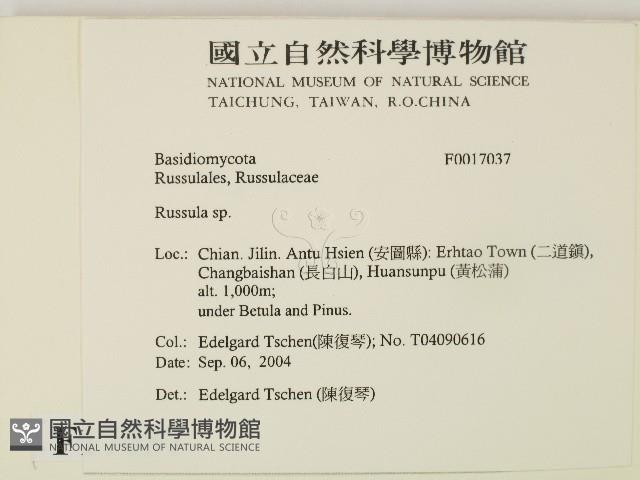 國立自然科學博物館
NATIONAL MUSEUM OF NATURAL SCIENCE
TAICHUNG, TAIWAN, R.O.CHINA
Basidiomycota F0017037
Russulales, Russulaceae
Russula sp.
Loc.: Chian. Jilin. Antu Hsien (安圖縣): Erhtao Town (二道鎮),
Changbaishan (長白山), Huansunpu (黃松蒲)
alt. 1,000m;
under Betula and Pinus.
Col.: Edelgard Tschen(陳復琴); No. T04090616
Date: Sep. 06, 2004
Det.: Edelgard Tschen (陳復琴)
國立自然科學博物館
NATIONAL MUSEUM OF NATURAL SCIENCE